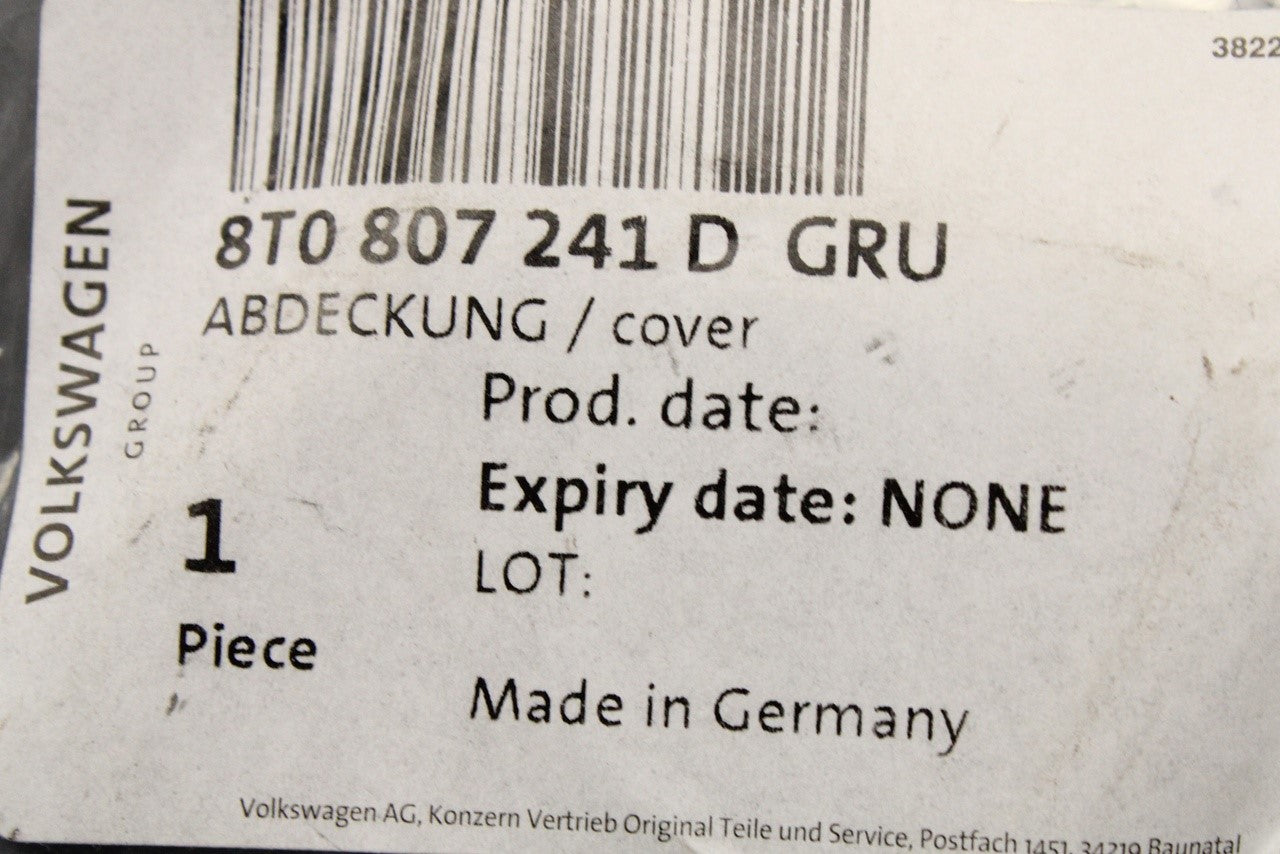 3822
8T0 807 241 D GRU
ABDECKUNG / cover
Prod. date:
Expiry date: NONE
LOT:
1
Piece
Made in Germany
VOLKSWAGEN
GROUP
Volkswagen AG, Konzern Vertrieb Original Teile und Service, Postfach 1451, 34219 Baunatal